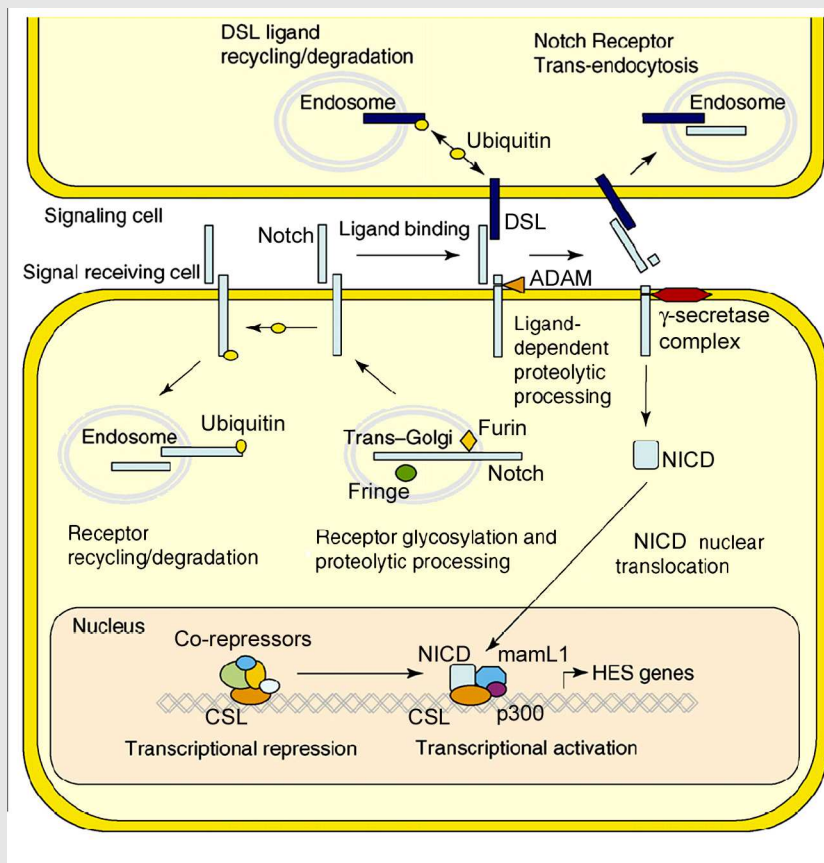 DSL ligand
recycling/degradation
Notch Receptor
Trans-endocytosis
Endosome
Endosome
Ubiquitin
Signaling cell
Notch
Ligand binding
DSL
Signal receiving cell
ADAM
γ-secretase
complex
Ligand-
dependent
proteolytic
processing
Endosome
Ubiquitin
Trans–Golgi
Furin
Notch
Fringe
NICD
Receptor
recycling/degradation
Receptor glycosylation and
proteolytic processing
NICD nuclear
translocation
Nucleus
Co-repressors
NICD
mamL1
HES genes
CSL
CSL
p300
Transcriptional repression
Transcriptional activation